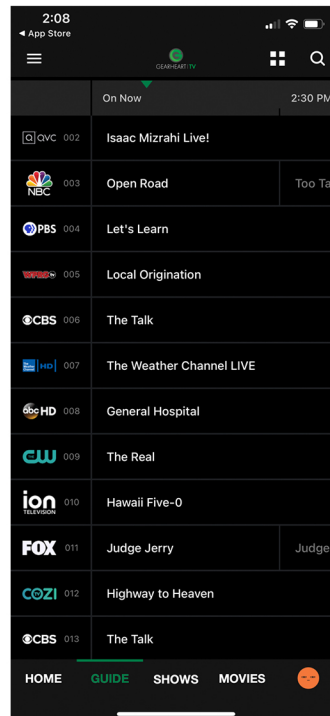 2:08
◀ App Store
GEARHEART TV
On Now
2:30 PM
QVC 002 Isaac Mizrahi Live!
NBC 003 Open Road Too Ta
PBS 004 Let's Learn
005 Local Origination
CBS 006 The Talk
HD 007 The Weather Channel LIVE
abc HD 008 General Hospital
CW 009 The Real
ion TELEVISION 010 Hawaii Five-0
FOX 011 Judge Jerry Judge
COZI TV 012 Highway to Heaven
CBS 013 The Talk
HOME GUIDE SHOWS MOVIES